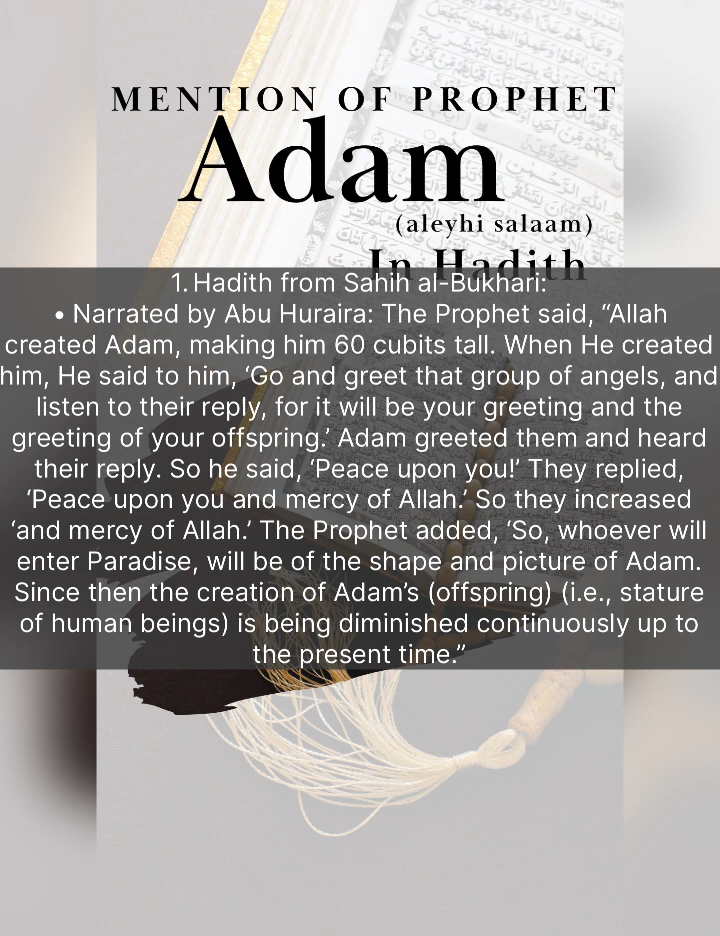 MENTION OF PROPHET
Adam
(aleyhi salaam)
In Hadith
1. Hadith from Sahih al-Bukhari:
• Narrated by Abu Huraira: The Prophet said, “Allah
created Adam, making him 60 cubits tall. When He created
him, He said to him, ‘Go and greet that group of angels, and
listen to their reply, for it will be your greeting and the
greeting of your offspring.’ Adam greeted them and heard
their reply. So he said, ‘Peace upon you!’ They replied,
‘Peace upon you and mercy of Allah.’ So they increased
‘and mercy of Allah.’ The Prophet added, ‘So, whoever will
enter Paradise, will be of the shape and picture of Adam.
Since then the creation of Adam’s (offspring) (i.e., stature
of human beings) is being diminished continuously up to
the present time.”